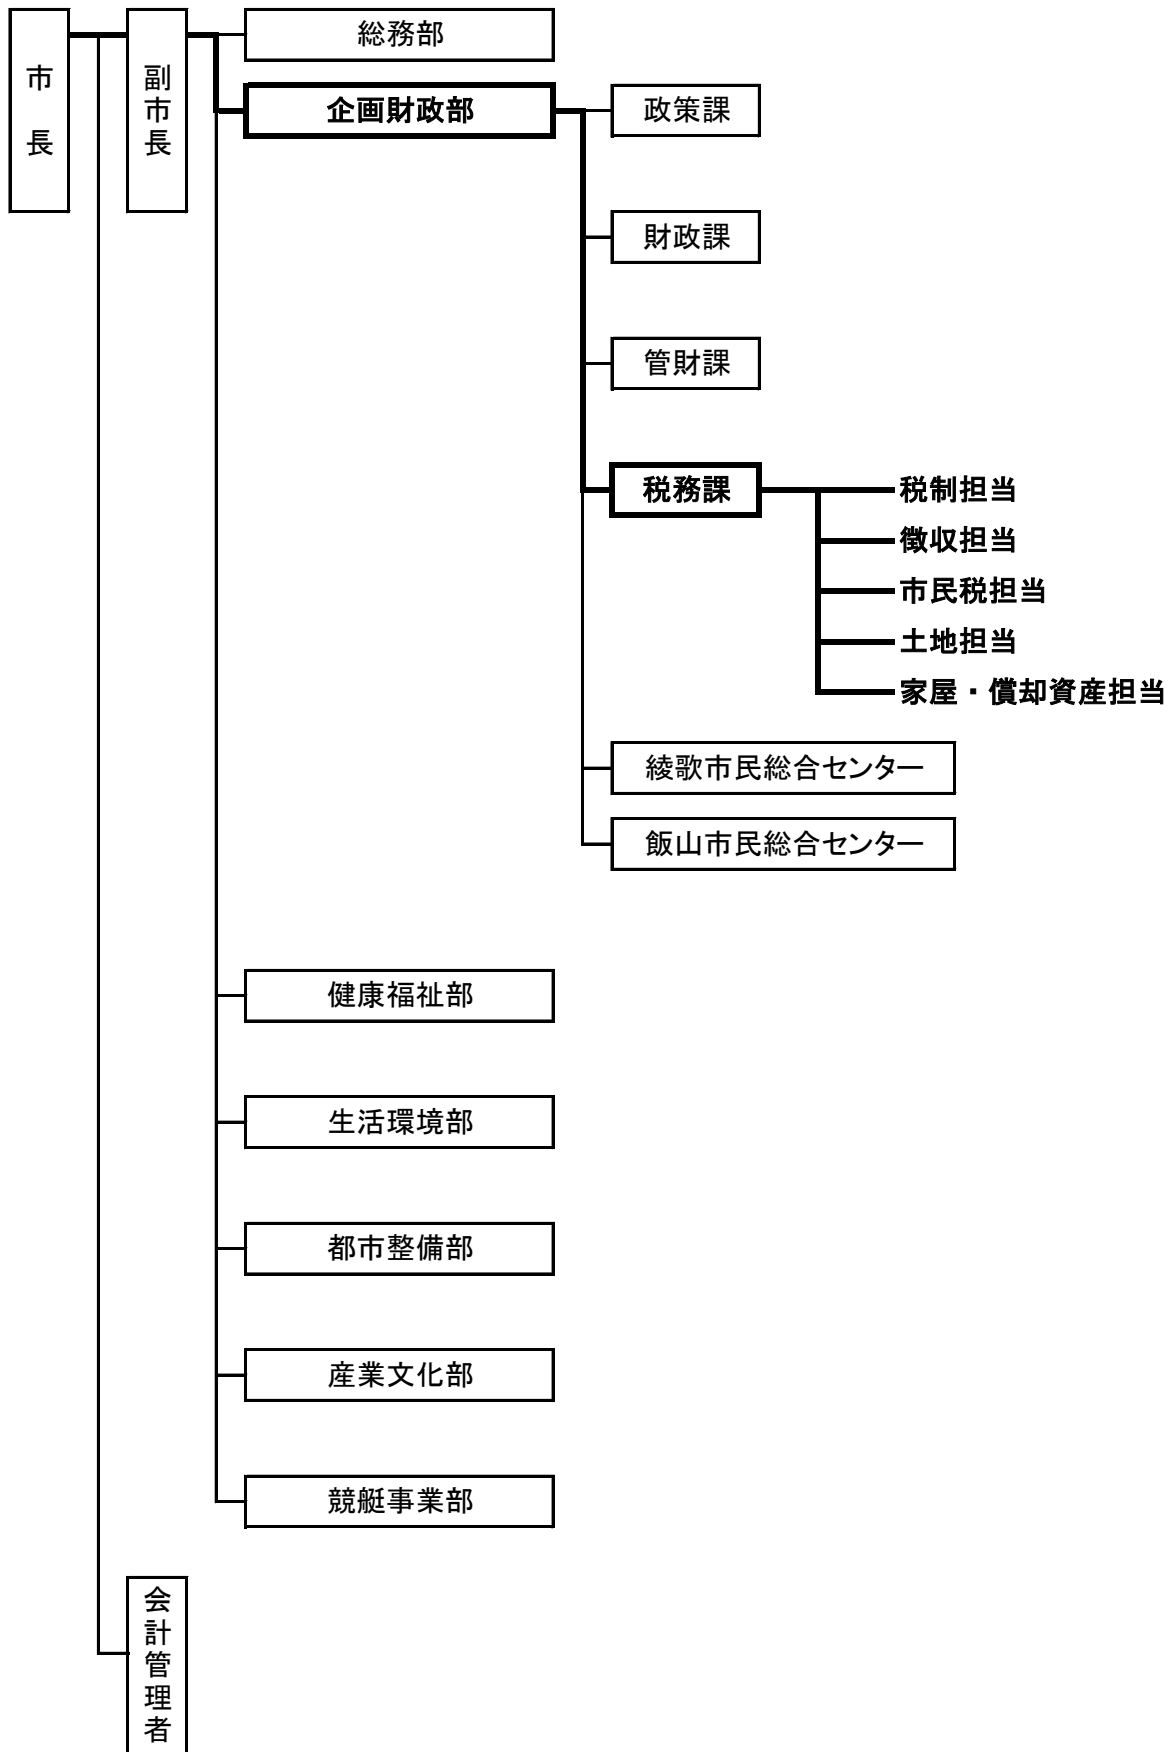 市長
副市長
総務部
企画財政部
政策課
財政課
管財課
税務課
税制担当
徴収担当
市民税担当
土地担当
家屋・償却資産担当
綾歌市民総合センター
飯山市民総合センター
健康福祉部
生活環境部
都市整備部
産業文化部
競艇事業部
会計管理者